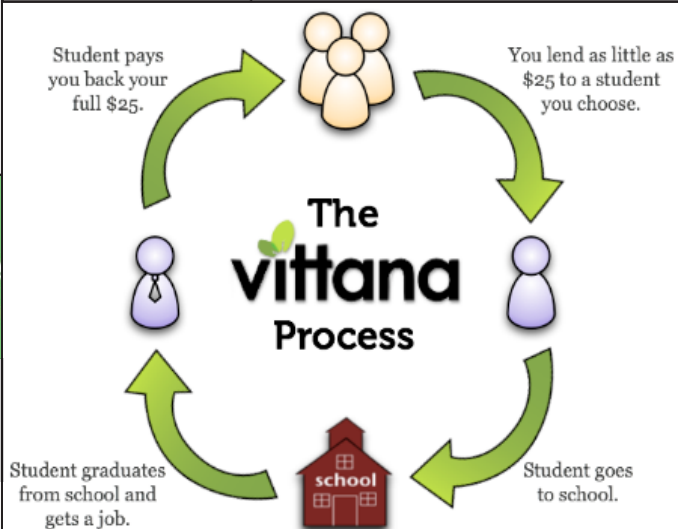 Student pays
you back your
full $25.
You lend as little as
$25 to a student
you choose.
The
vittana
Process
Student goes
to school.
school
Student graduates
from school and
gets a job.